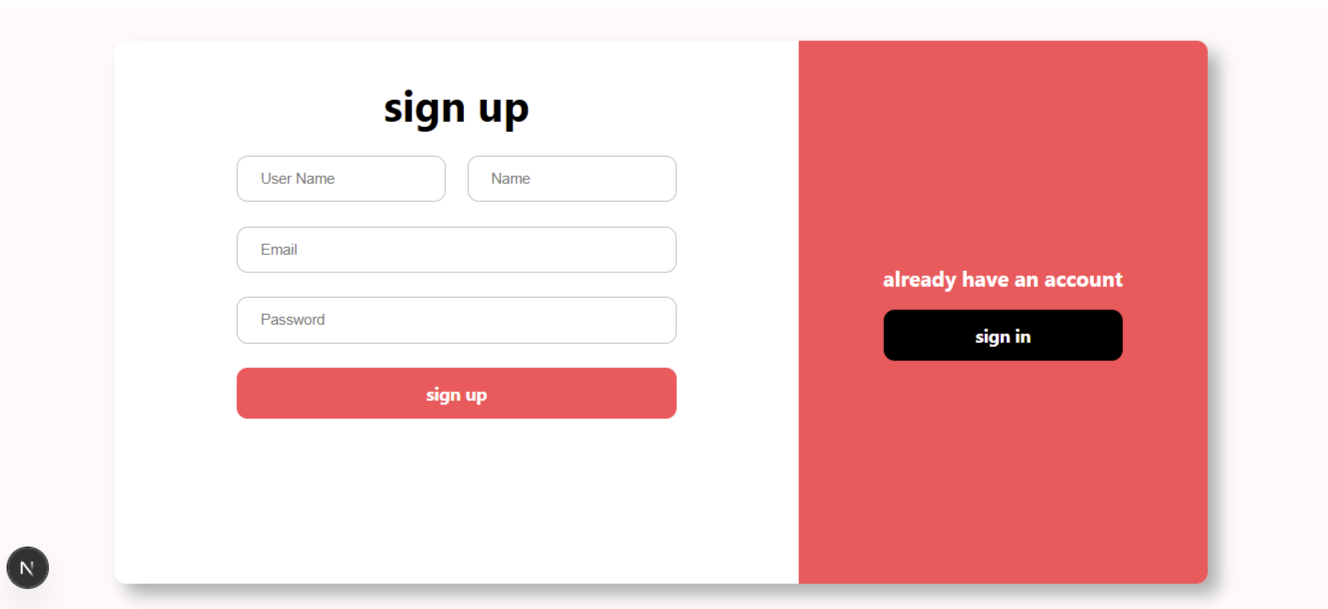 sign up
User Name
Name
Email
Password
sign up
already have an account
sign in
N